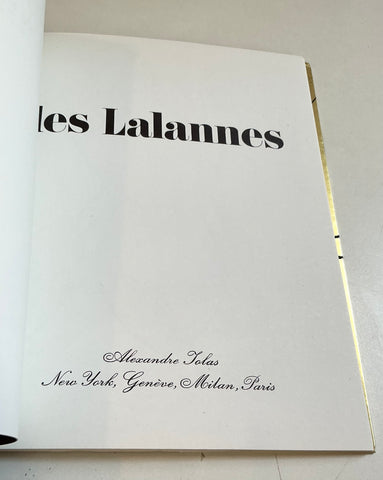 les Lalannes
Alexandre Iolas
New York, Genève, Milan, Paris